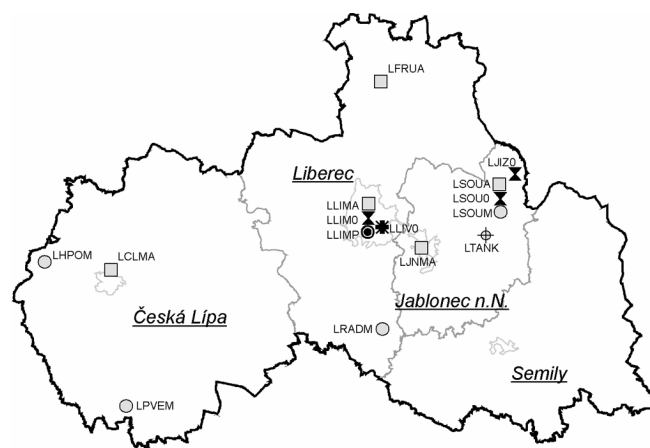 LFRUA
LJIZ0
Liberec
LSOUA
LSOU0
LLIMA
LSOUM
LLIM0
LLIV0
LLIMP
LTANK
LJNMA
LHPOM
LCLMA
Jablonec n.N.
Česká Lípa
LRADM
Semily
LPVEM